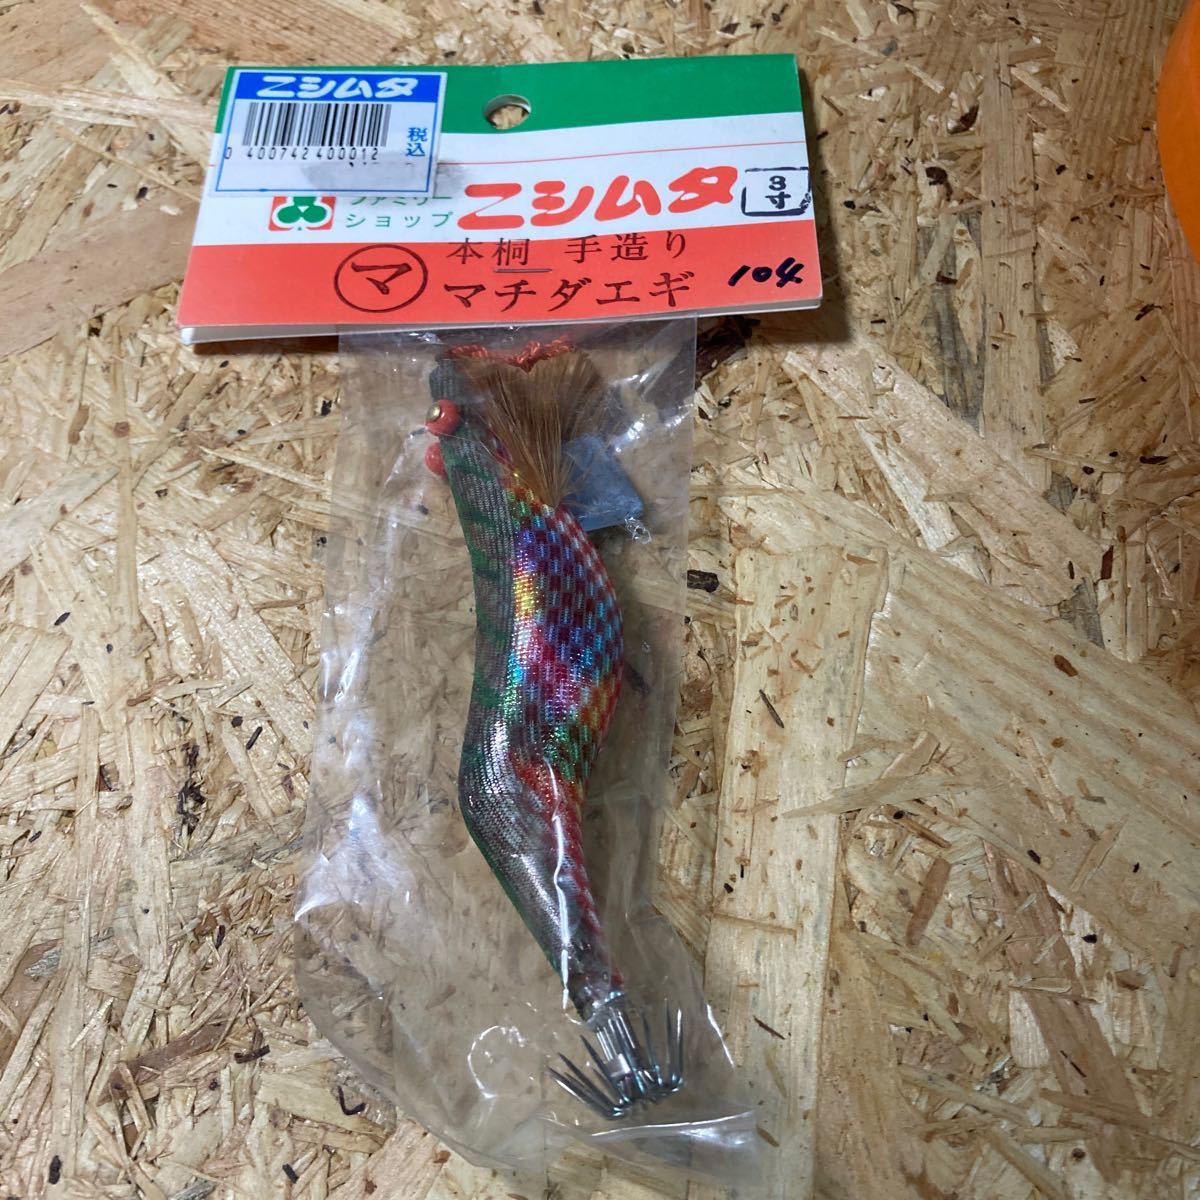 ニシムタ
税込
0 400742 400012
ファミリー
ショップ
ニシムタ
3寸
本桐 手造り
マ
マチダエギ
104